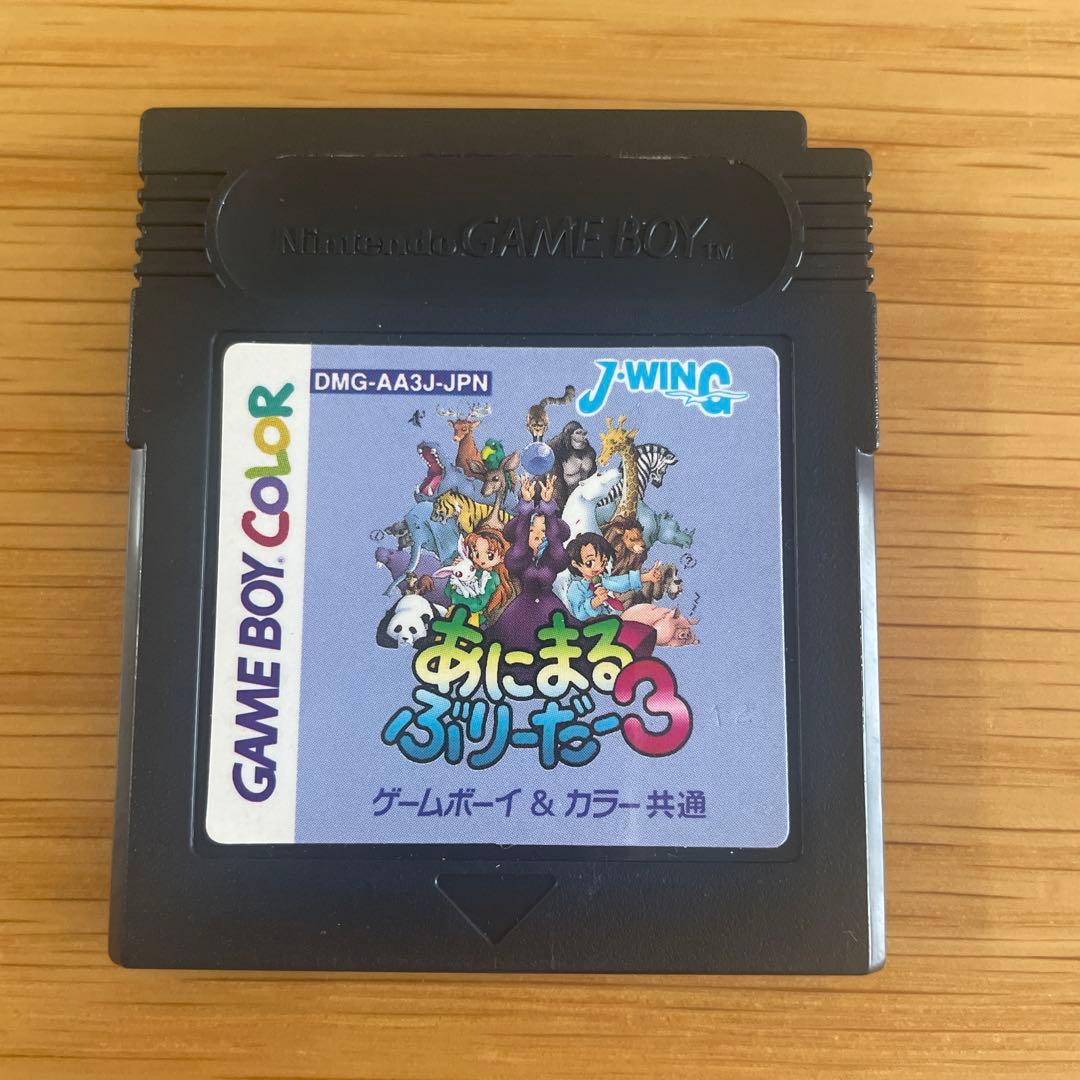 Nintendo GAME BOY TM
GAME BOY COLOR
DMG-AA3J-JPN
J・WING
あにまる
ぶりーだー3
ゲームボーイ & カラー共通
12